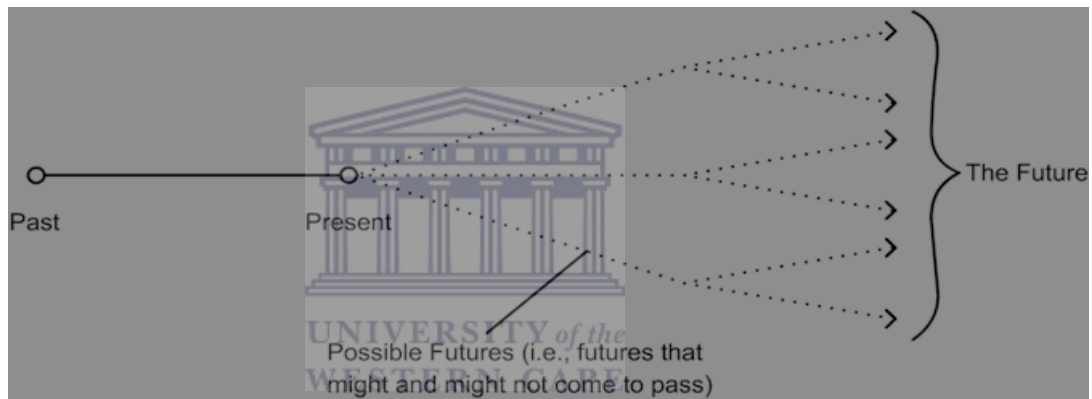 The Future
Past
Present
UNIVERSITY of the
Possible Futures (i.e., futures that
WESTERN CAPE
might and might not come to pass)